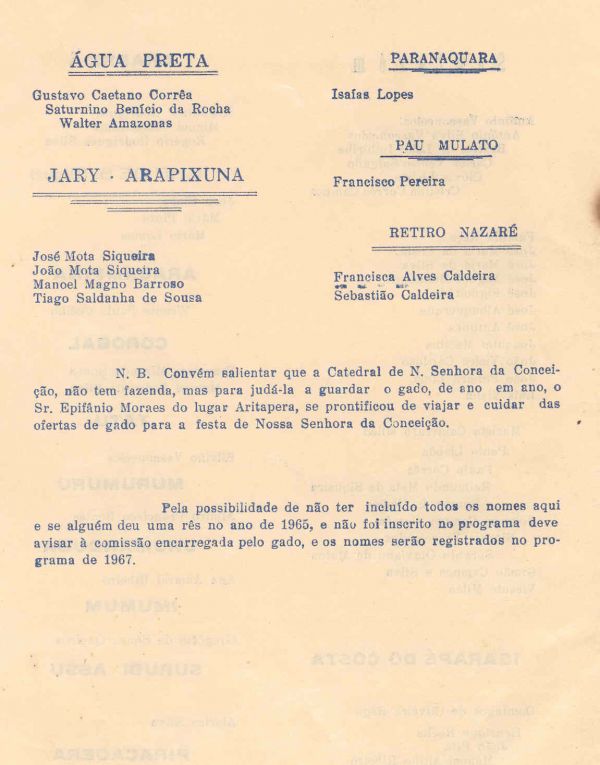 ÁGUA PRETA
Gustavo Caetano Corrêa
Saturnino Benício da Rocha
Walter Amazonas
JARY - ARAPIXUNA
José Mota Siqueira
João Mota Siqueira
Manoel Magno Barroso
Tiago Saldanha de Sousa
PARANAQUARA
Isaías Lopes
PAU MULATO
Francisco Pereira
RETIRO NAZARÉ
Francisca Alves Caldeira
Sebastião Caldeira
N. B. Convém salientar que a Catedral de N. Senhora da Concei-
ção, não tem fazenda, mas para judá-la a guardar o gado, de ano em ano, o
Sr. Epifânio Moraes do lugar Aritapera, se prontificou de viajar e cuidar das
ofertas de gado para a festa de Nossa Senhora da Conceição.
Pela possibilidade de não ter incluído todos os nomes aqui
e se alguém deu uma rês no ano de 1965, e não foi inscrito no programa deve
avisar à comissão encarregada pelo gado, e os nomes serão registrados no pro-
grama de 1967.